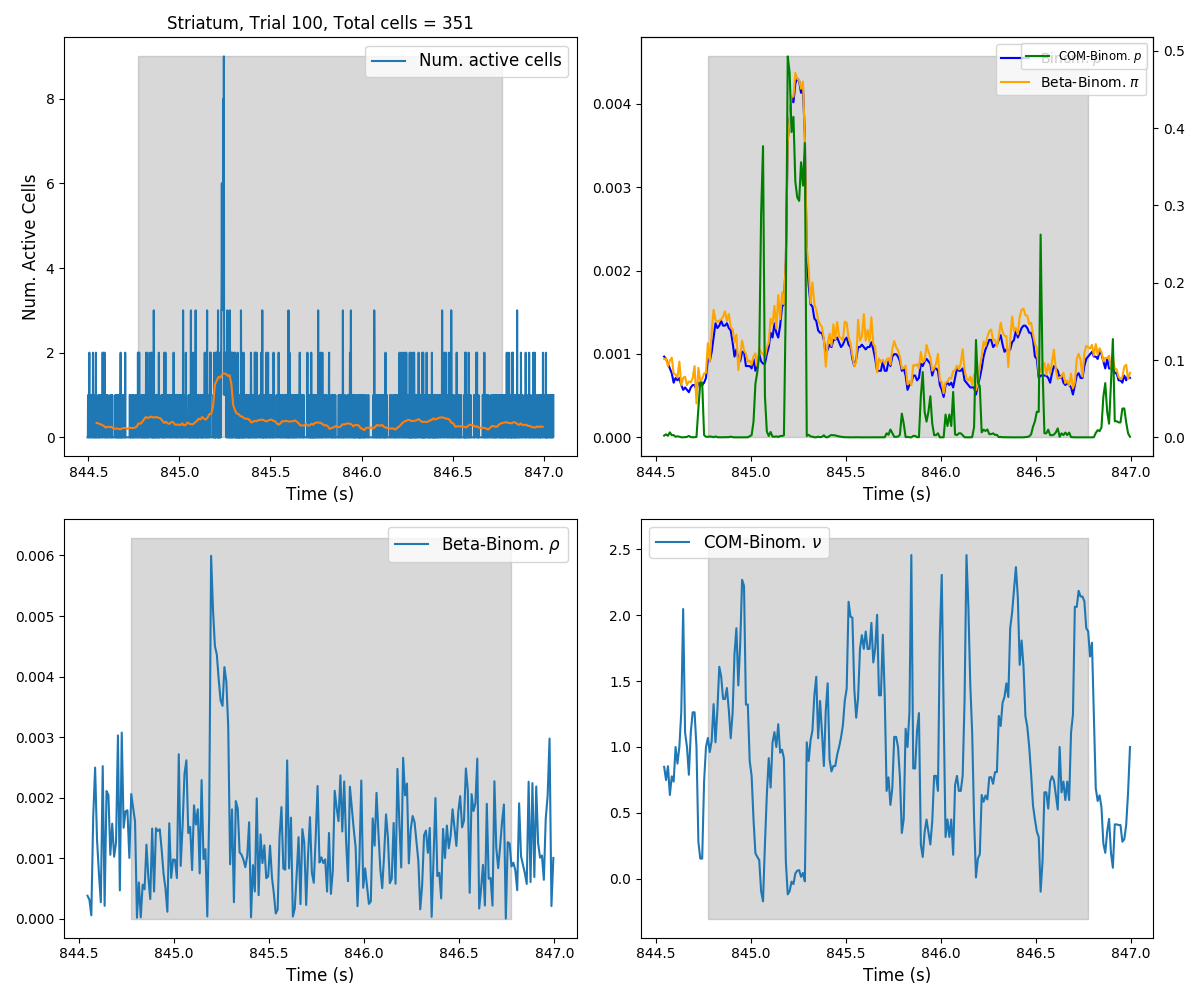 Striatum, Trial 100, Total cells = 351
Num. active cells
Num. Active Cells
8
6
4
2
0
844.5 845.0 845.5 846.0 846.5 847.0
Time (s)
COM-Binom. p
Beta-Binom. π
0.004
0.003
0.002
0.001
0.000
0.5
0.4
0.3
0.2
0.1
0.0
844.5 845.0 845.5 846.0 846.5 847.0
Time (s)
Beta-Binom. ρ
0.006
0.005
0.004
0.003
0.002
0.001
0.000
844.5 845.0 845.5 846.0 846.5 847.0
Time (s)
COM-Binom. ν
2.5
2.0
1.5
1.0
0.5
0.0
844.5 845.0 845.5 846.0 846.5 847.0
Time (s)